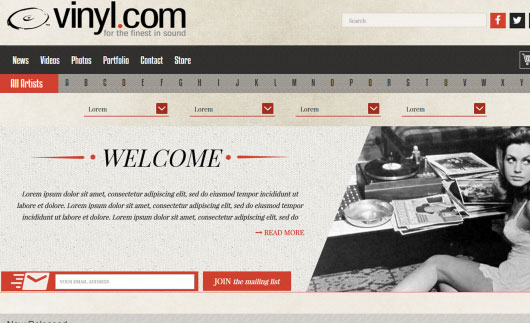 vinyl.com
for the finest in sound
Search
News Videos Photos Portfolio Contact Store
All Artists A B C D E F G H I J K L M N O P Q R S T U V W X Y
Lorem Lorem Lorem Lorem
WELCOME
Lorem ipsum dolor sit amet, consectetur adipiscing elit, sed do eiusmod tempor incididunt ut
labore et dolore. Lorem ipsum dolor sit amet, consectetur adipiscing elit, sed do eiusmod tempor
incididunt ut labore et dolore. Lorem ipsum dolor sit amet, consectetur adipiscing elit, sed do
READ MORE
YOUR EMAIL ADDRESS JOIN the mailing list
New Released